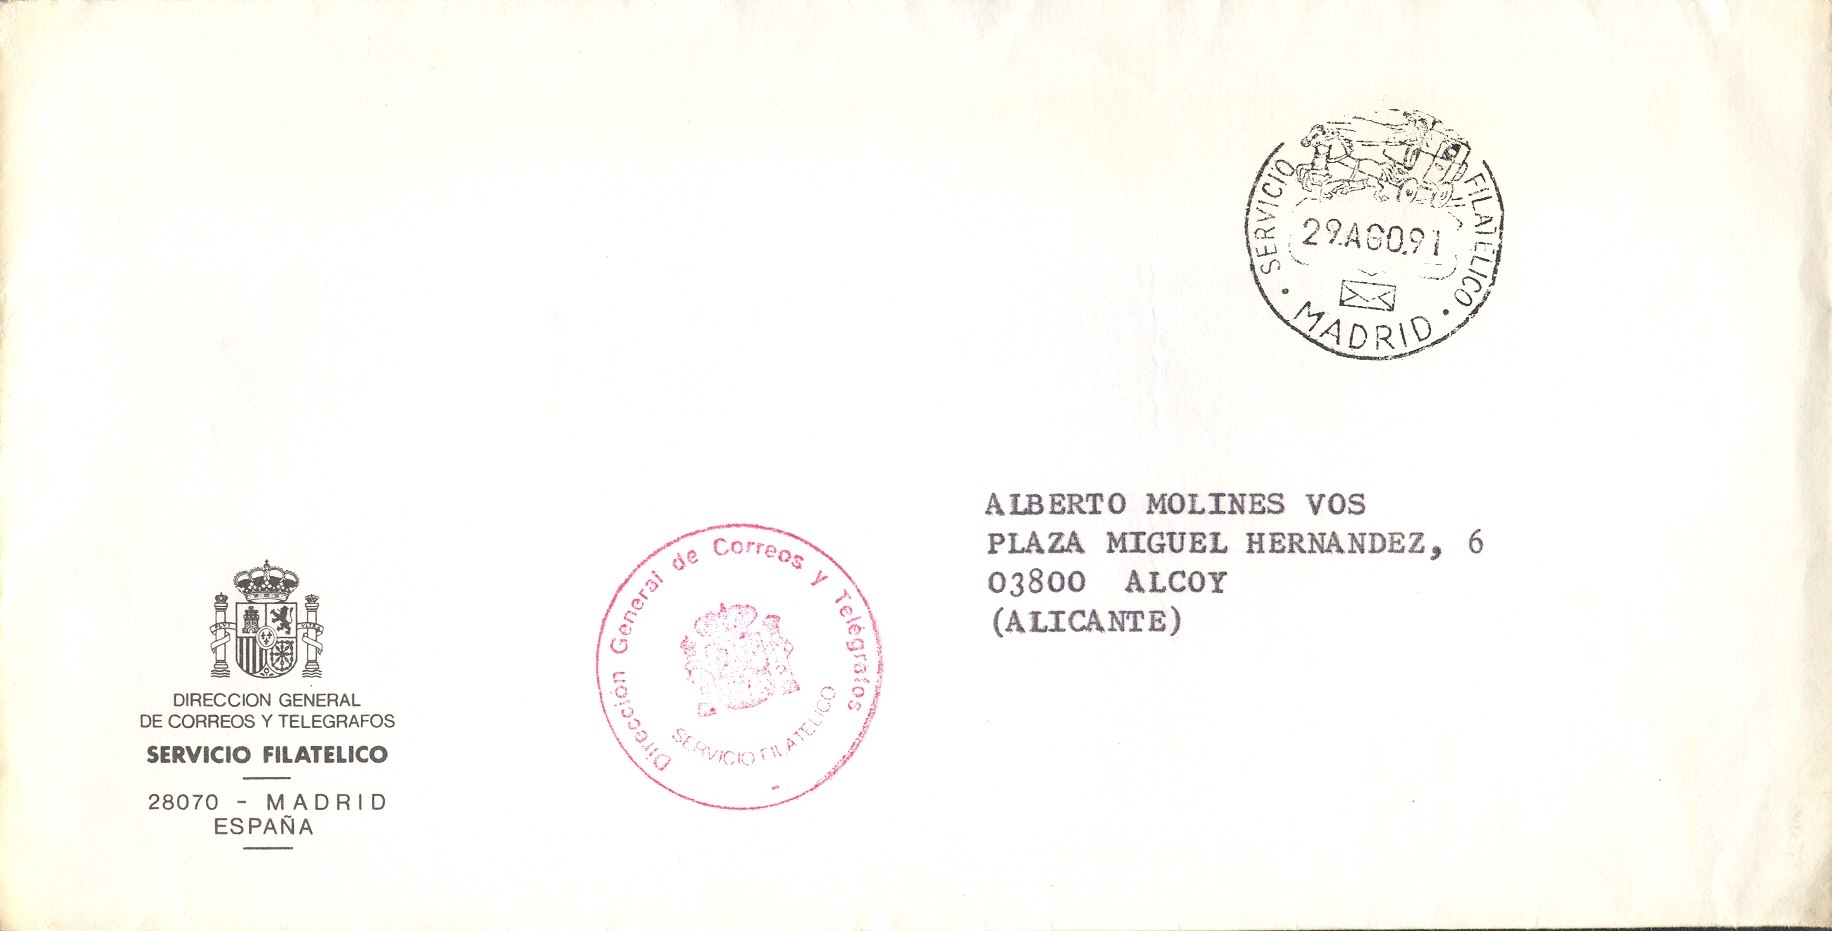 SERVICIO FILATELICO
29.AGO.91
MADRID
ALBERTO MOLINES VOS
PLAZA MIGUEL HERNANDEZ, 6
03800 ALCOY
(ALICANTE)
Dirección General de Correos y Telégrafos
SERVICIO FILATELICO
DIRECCION GENERAL
DE CORREOS Y TELEGRAFOS
SERVICIO FILATELICO
28070 - MADRID
ESPAÑA